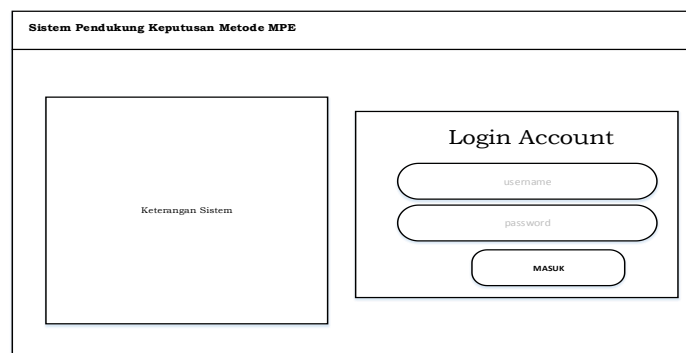 Sistem Pendukung Keputusan Metode MPE
Keterangan Sistem
Login Account
username
password
MASUK